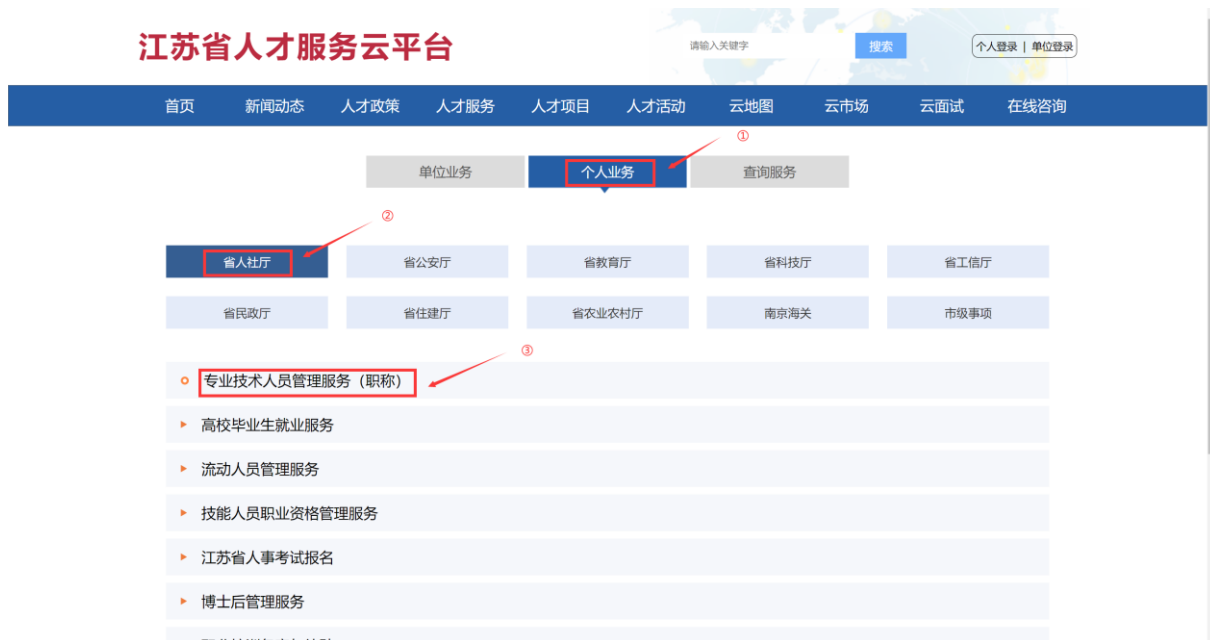 江苏省人才服务云平台
请输入关键字 搜索 个人登录 | 单位登录
首页 新闻动态 人才政策 人才服务 人才项目 人才活动 云地图 云市场 云面试 在线咨询
①
单位业务 个人业务 查询服务
②
省人社厅 省公安厅 省教育厅 省科技厅 省工信厅
省民政厅 省住建厅 省农业农村厅 南京海关 市级事项
③
专业技术人员管理服务（职称）
高校毕业生就业服务
流动人员管理服务
技能人员职业资格管理服务
江苏省人事考试报名
博士后管理服务